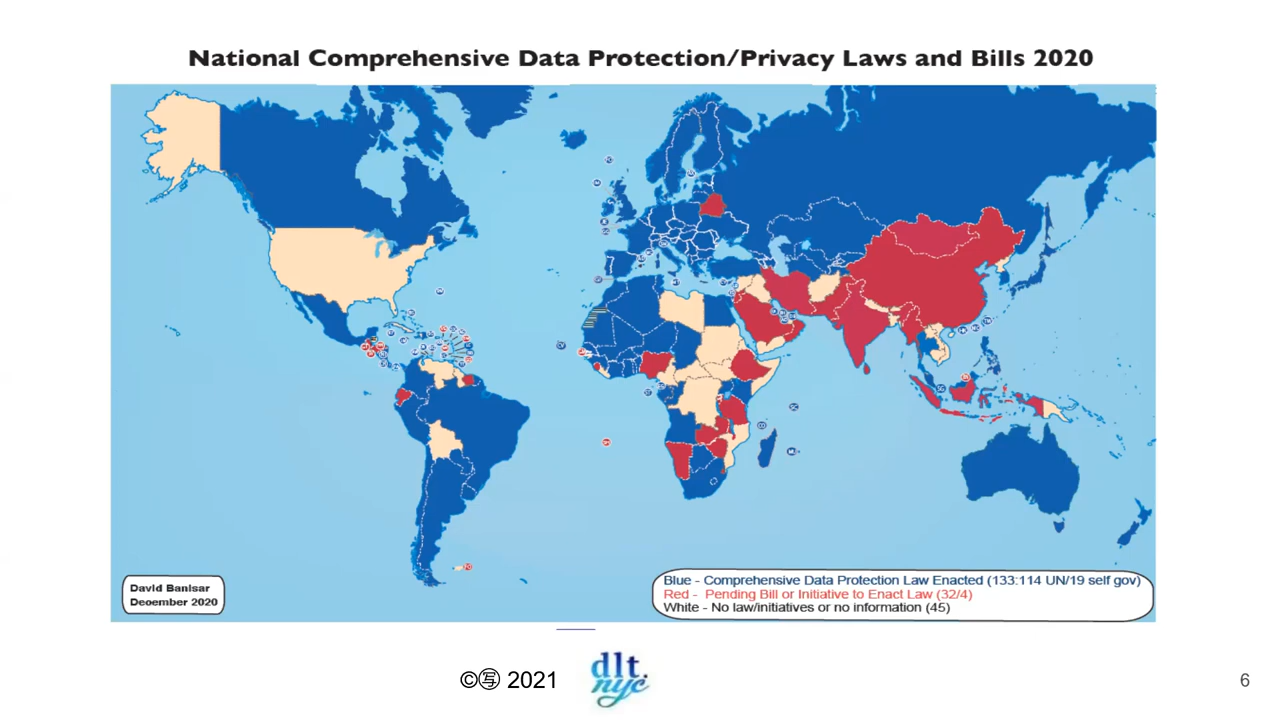 National Comprehensive Data Protection/Privacy Laws and Bills 2020
David Banisar
December 2020
Blue - Comprehensive Data Protection Law Enacted (133:114 UN/19 self gov)
Red - Pending Bill or Initiative to Enact Law (32/4)
White - No law/initiatives or no information (45)
©㊢ 2021
dlt.
nyc
6